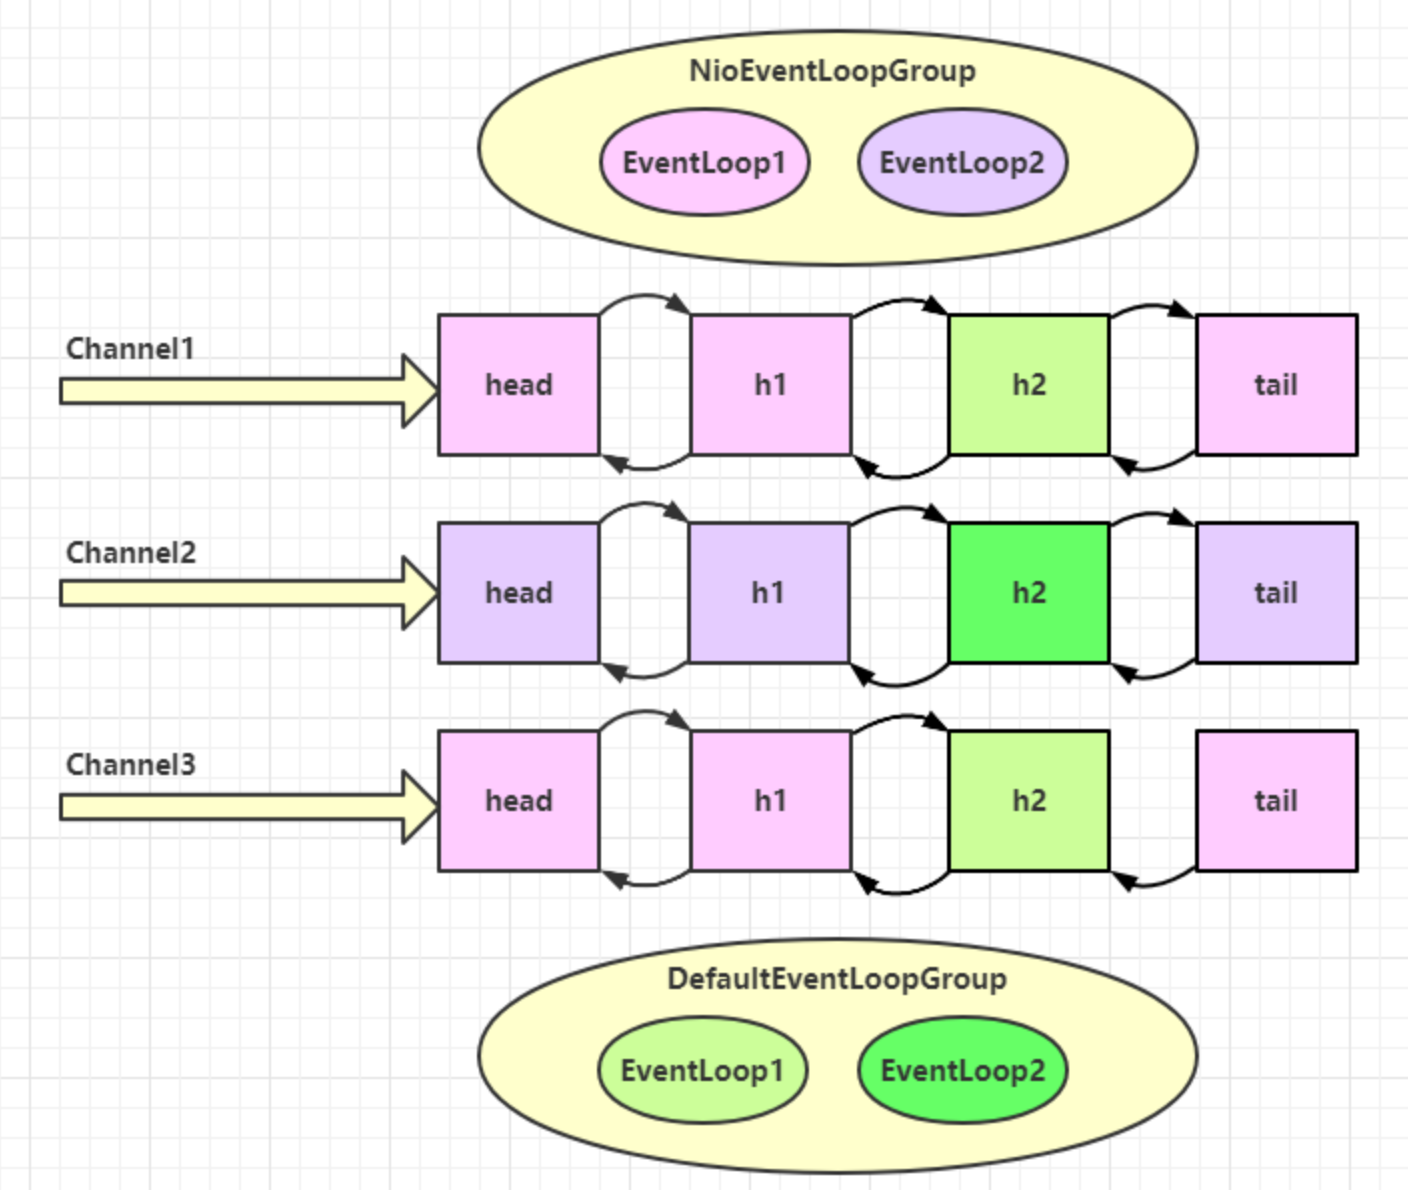 NioEventLoopGroup
EventLoop1 EventLoop2
Channel1
head h1 h2 tail
Channel2
head h1 h2 tail
Channel3
head h1 h2 tail
DefaultEventLoopGroup
EventLoop1 EventLoop2